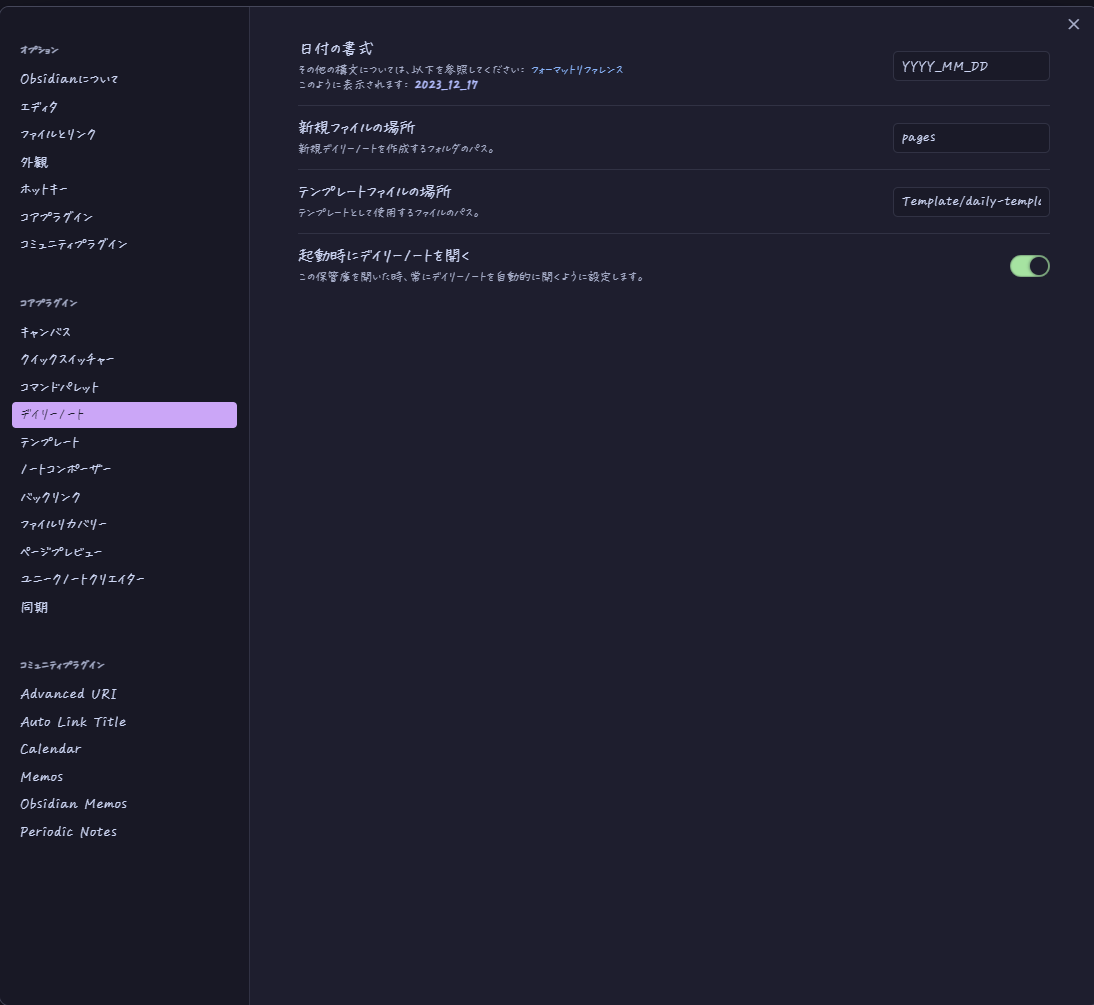 オプション
Obsidianについて
エディタ
ファイルとリンク
外観
ホットキー
コアプラグイン
コミュニティプラグイン
コアプラグイン
キャンバス
クイックスイッチャー
コマンドパレット
デイリーノート
テンプレート
ノートコンポーザー
バックリンク
ファイルリカバリー
ページプレビュー
ユニークノートクリエイター
同期
コミュニティプラグイン
Advanced URI
Auto Link Title
Calendar
Memos
Obsidian Memos
Periodic Notes
日付の書式
その他の構文については、以下を参照してください: フォーマットリファレンス
このように表示されます: 2023_12_17
YYYY_MM_DD
新規ファイルの場所
新規デイリーノートを作成するフォルダのパス。
pages
テンプレートファイルの場所
テンプレートとして使用するファイルのパス。
Template/daily-templa
起動時にデイリーノートを開く
この保管庫を開いた時、常にデイリーノートを自動的に開くように設定します。